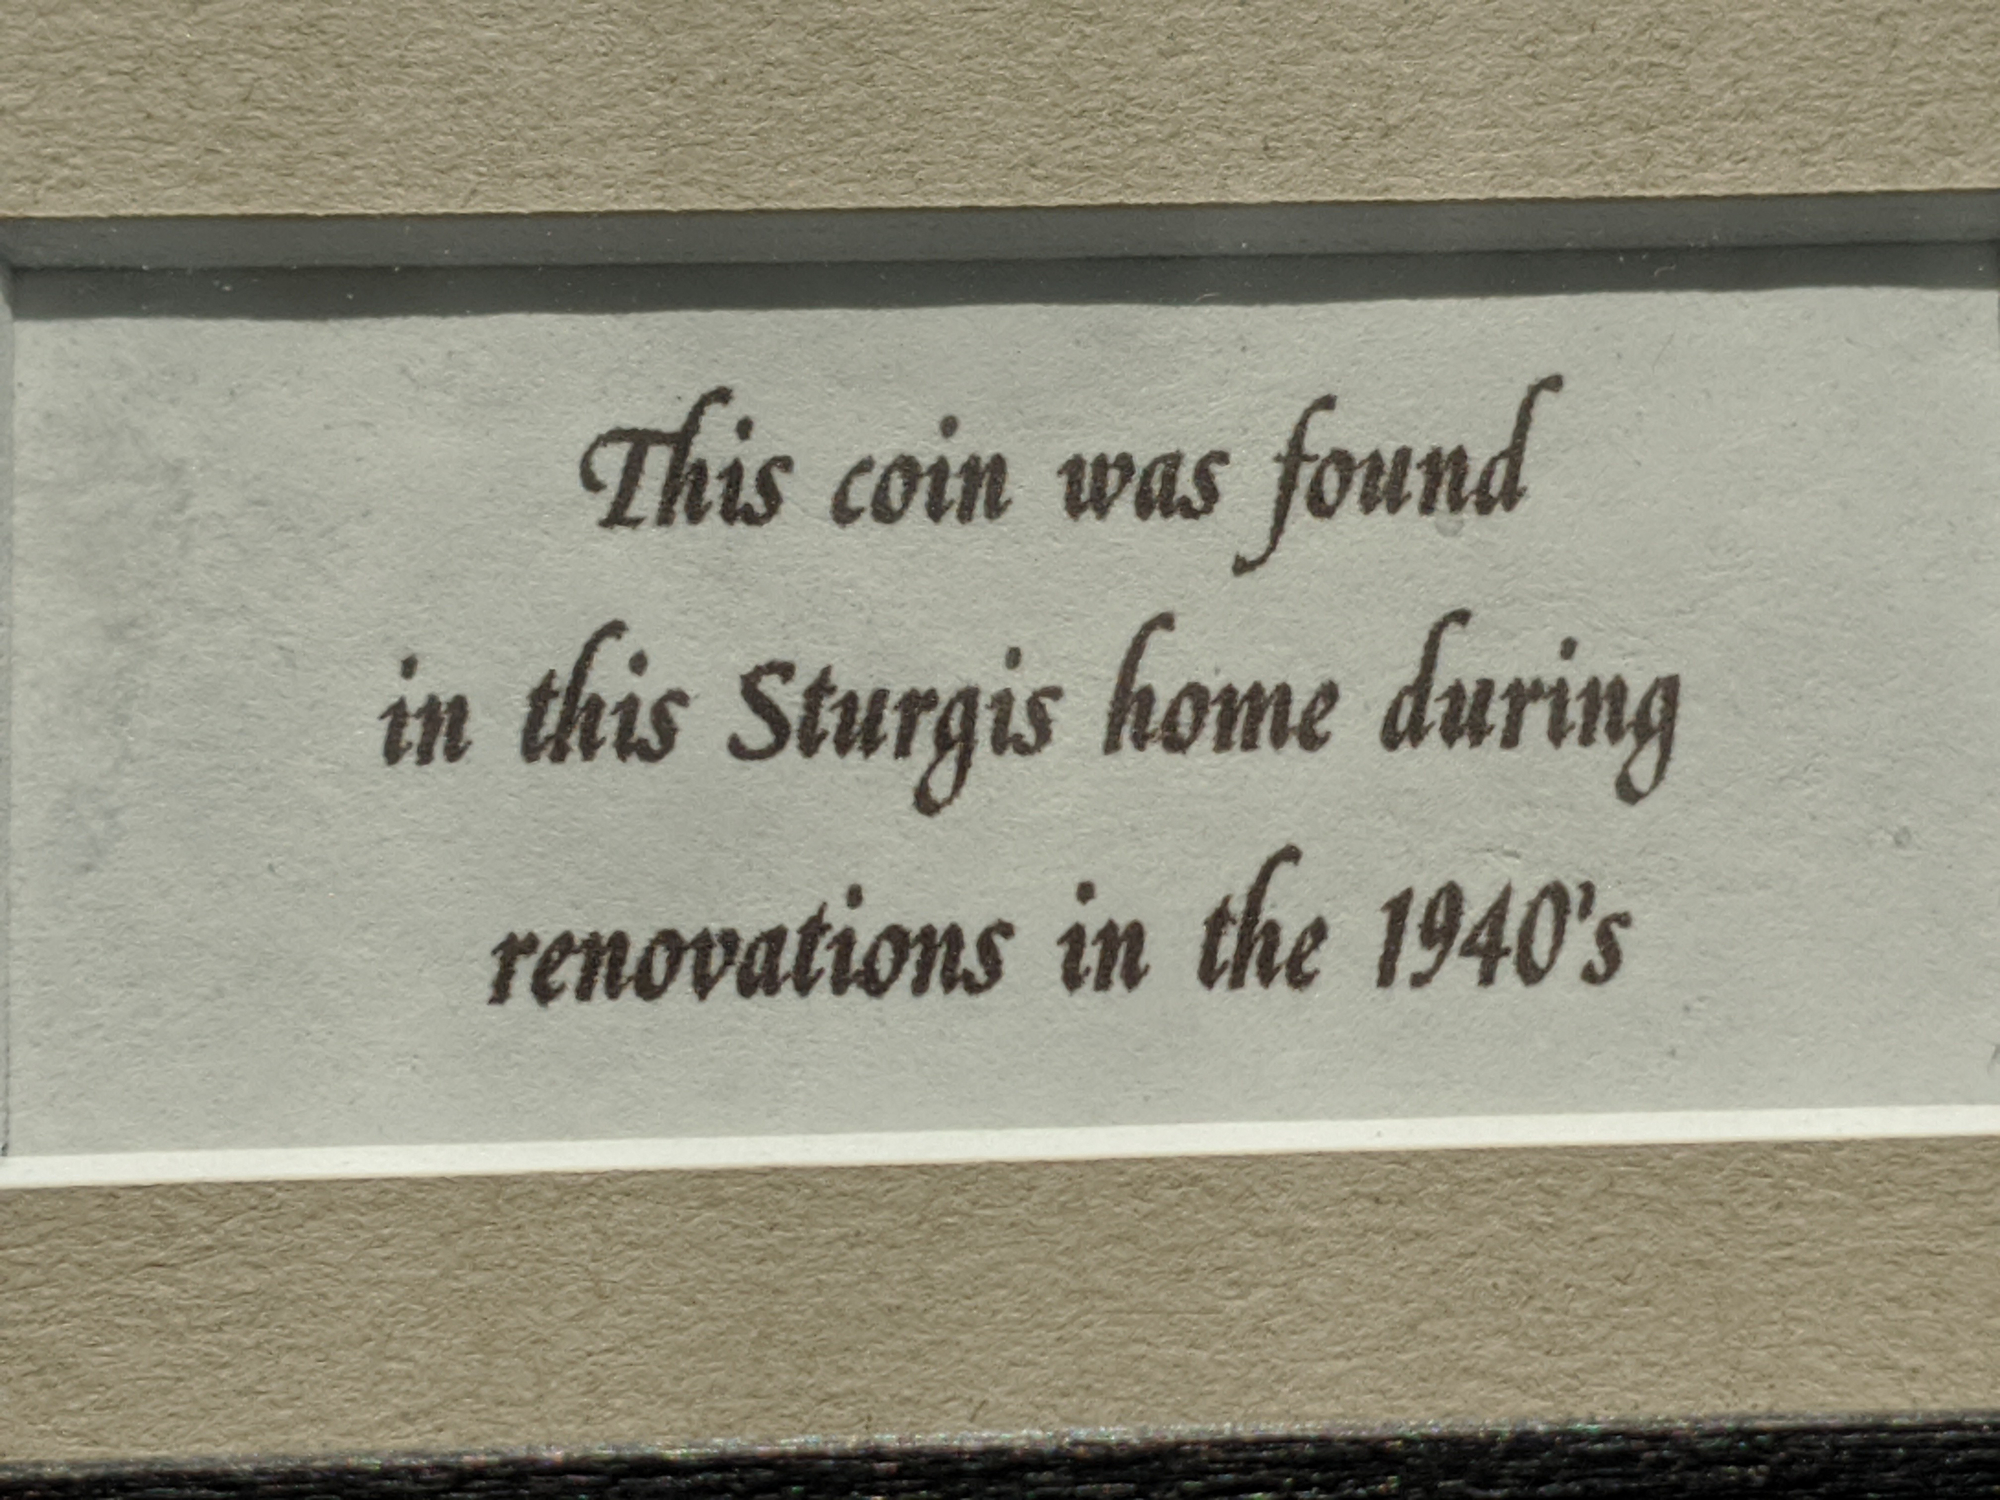 This coin was found
in this Sturgis home during
renovations in the 1940's